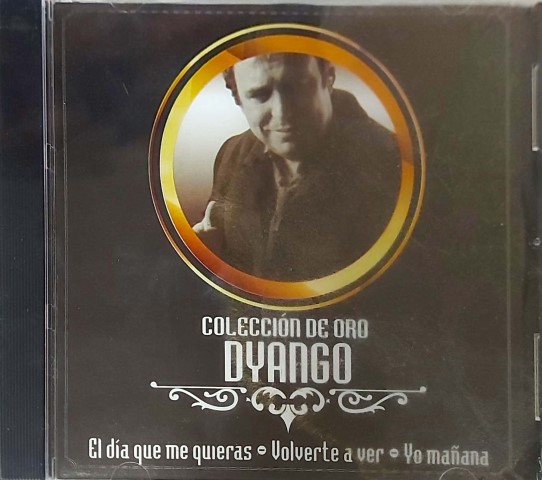 COLECCIÓN DE ORO
DYANGO
El día que me quieras - Volverte a ver - Yo mañana